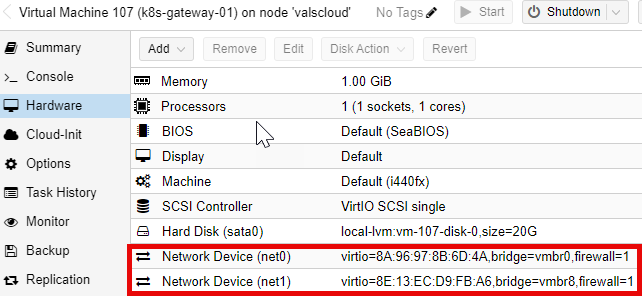 Virtual Machine 107 (k8s-gateway-01) on node 'valscloud' No Tags Start Shutdown
Summary
Console
Hardware
Cloud-Init
Options
Task History
Monitor
Backup
Replication
Add Remove Edit Disk Action Revert
Memory 1.00 GiB
Processors 1 (1 sockets, 1 cores)
BIOS Default (SeaBIOS)
Display Default
Machine Default (i440fx)
SCSI Controller VirtIO SCSI single
Hard Disk (sata0) local-lvm:vm-107-disk-0,size=20G
Network Device (net0) virtio=8A:96:97:8B:6D:4A,bridge=vmbr0,firewall=1
Network Device (net1) virtio=8E:13:EC:D9:FB:A6,bridge=vmbr8,firewall=1